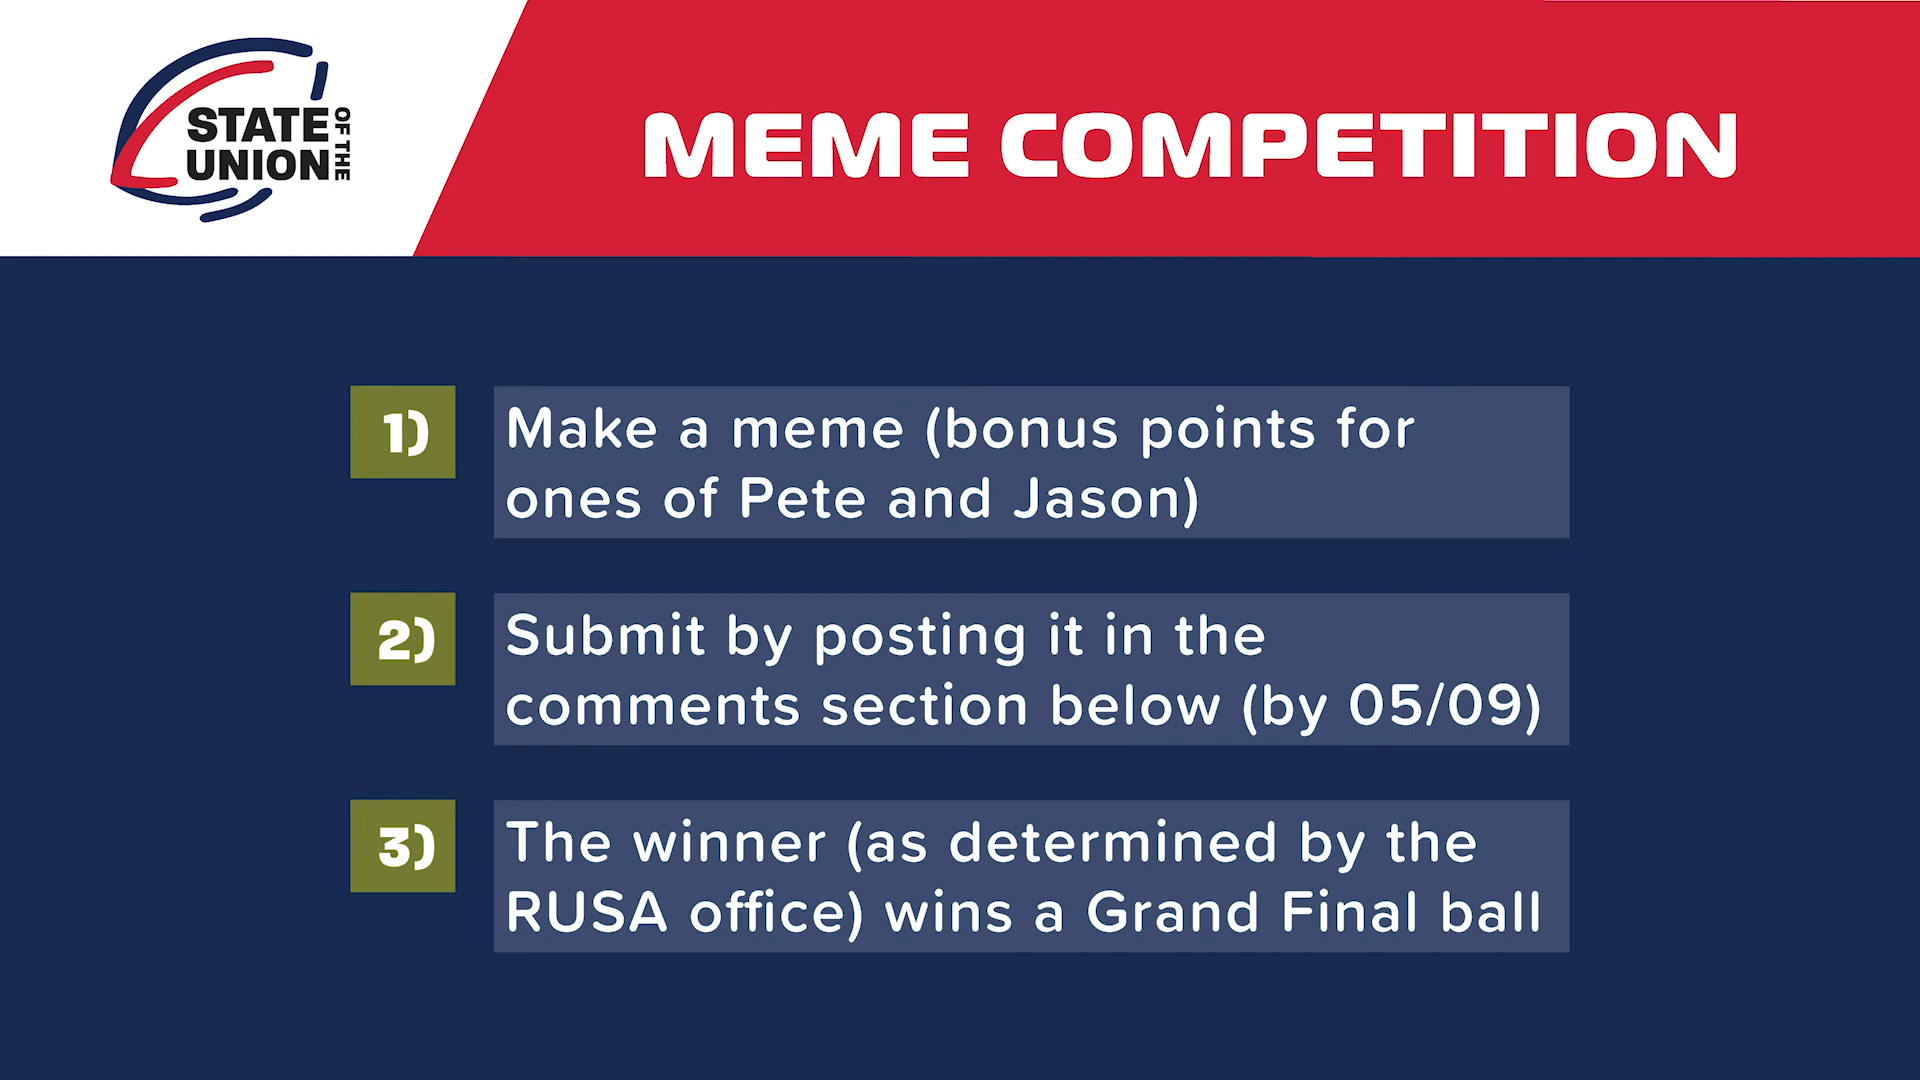 STATE
UNION
OF THE
MEME COMPETITION
1)
Make a meme (bonus points for
ones of Pete and Jason)
2)
Submit by posting it in the
comments section below (by 05/09)
3)
The winner (as determined by the
RUSA office) wins a Grand Final ball